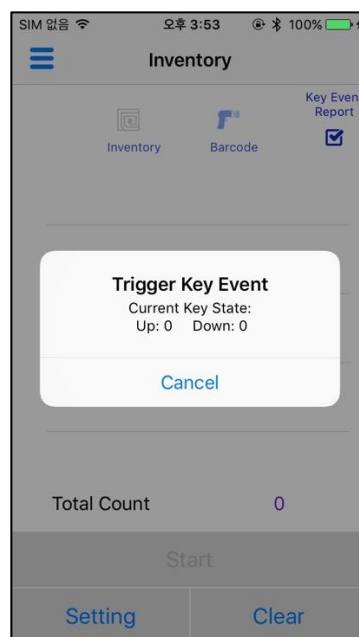 SIM 없음 오후 3:53 100%
Inventory
Key Even
Report
Inventory Barcode
Trigger Key Event
Current Key State:
Up: 0 Down: 0
Cancel
Total Count 0
Start
Setting Clear